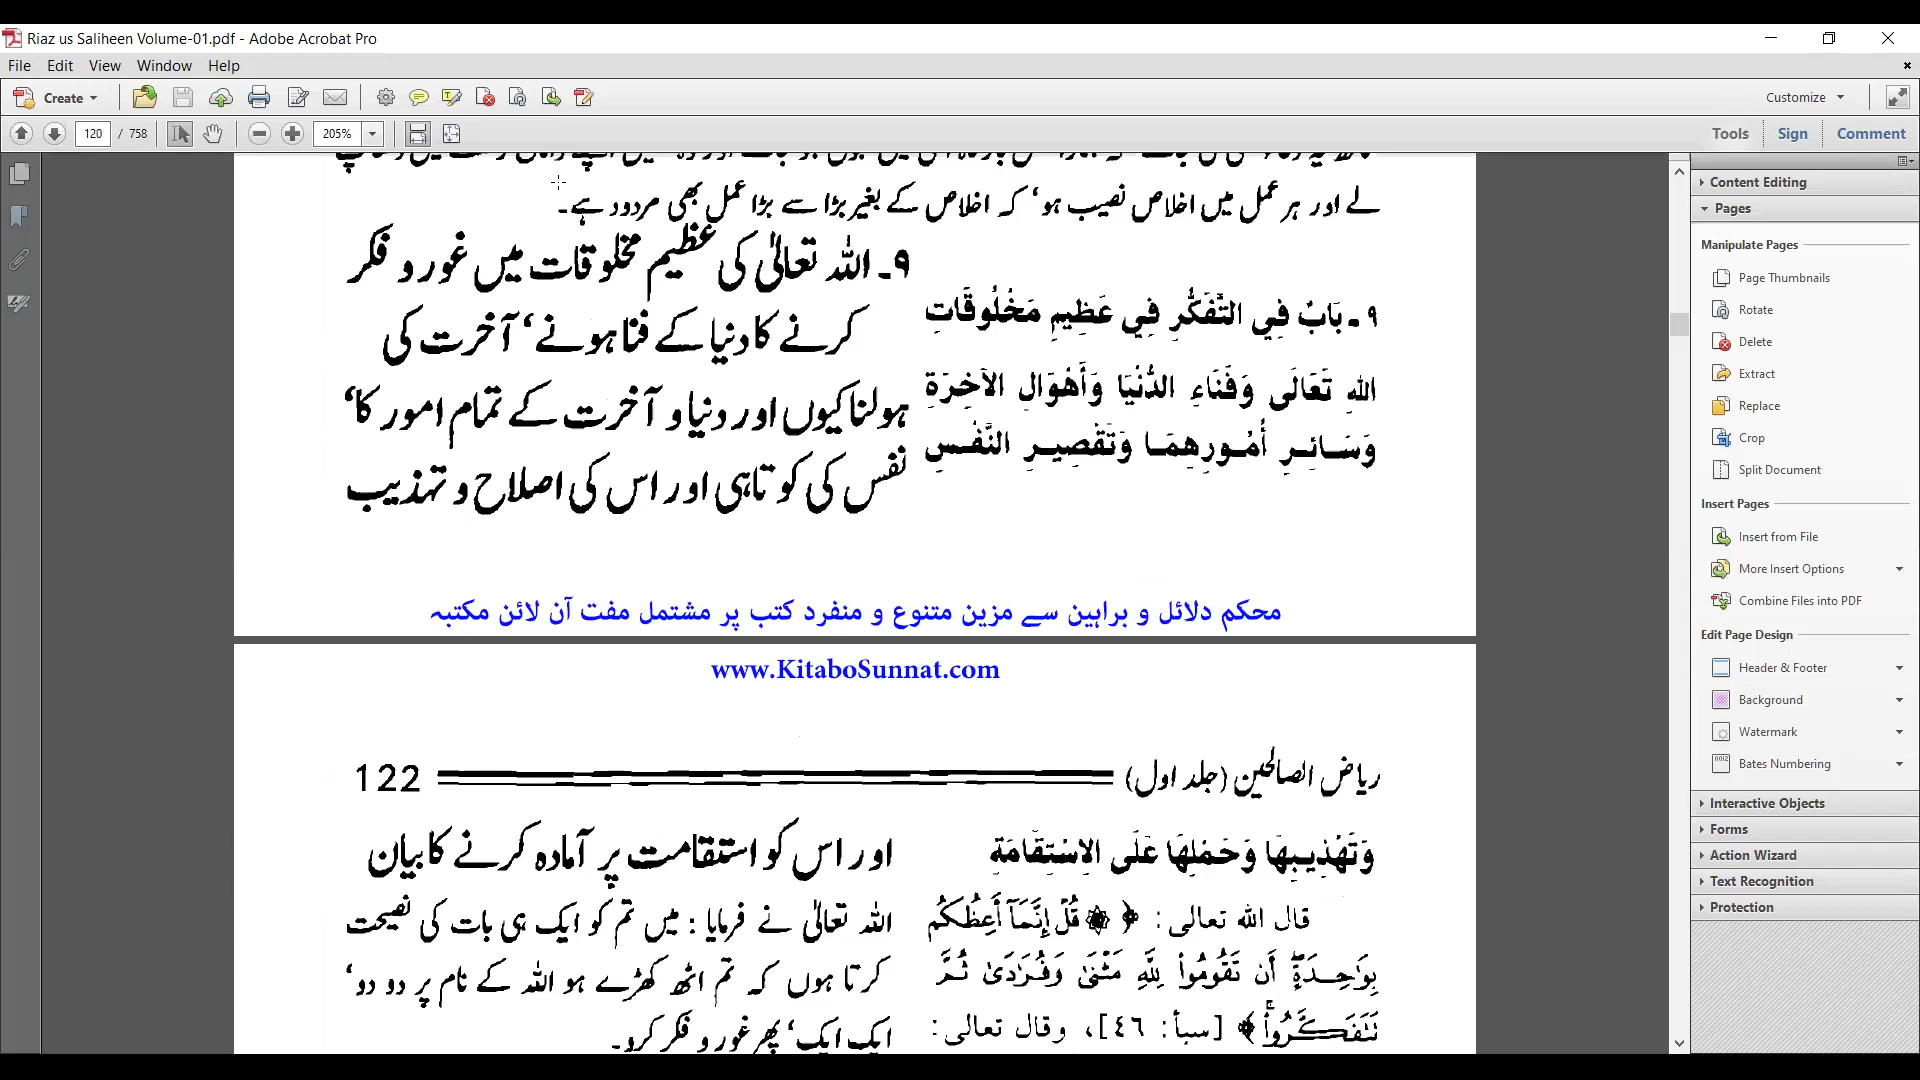 Riaz us Saliheen Volume-01.pdf - Adobe Acrobat Pro
File Edit View Window Help
Create
Customize
120 / 758
205%
Tools Sign Comment
لے اور ہر عمل میں اخلاص نصیب ہو‘ کہ اخلاص کے بغیر بڑا سے بڑا عمل بھی مردود ہے۔
٩ ـ بَابٌ فِي التَّفَكُّرِ فِي عَظِيمِ مَخْلُوقَاتِ
اللهِ تَعَالَى وَفَنَاءِ الدُّنْيَا وَأَهْوَالِ الآخِرَةِ
وَسَائِرِ أُمُورِهِمَا وَتَقْصِيرِ النَّفْسِ
۹۔ اللہ تعالیٰ کی عظیم مخلوقات میں غور و فکر
کرنے کا دنیا کے فنا ہونے‘ آخرت کی
ہولناکیوں اور دنیا و آخرت کے تمام امور کا‘
نفس کی کوتاہی اور اس کی اصلاح و تہذیب
محکم دلائل و براہین سے مزین متنوع و منفرد کتب پر مشتمل مفت آن لائن مکتبہ
www.KitaboSunnat.com
ریاض الصالحین (جلد اول) 122
وَتَهْذِيبِهَا وَحَمْلِهَا عَلَى الاِسْتِقَامَةِ
قال الله تعالى: ﴿ ۞ قُلْ إِنَّمَآ أَعِظُكُم
بِوَٰحِدَةٍۖ أَن تَقُومُواْ لِلَّهِ مَثْنَىٰ وَفُرَٰدَىٰ ثُمَّ
تَتَفَكَّرُواْۚ﴾ [سبأ: ٤٦]، وقال تعالى:
اور اس کو استقامت پر آمادہ کرنے کا بیان
اللہ تعالیٰ نے فرمایا : میں تم کو ایک ہی بات کی نصیحت
کرتا ہوں کہ تم اٹھ کھڑے ہو اللہ کے نام پر دو دو‘
ایک ایک‘ پھر غور و فکر کرو۔
Content Editing
Pages
Manipulate Pages
Page Thumbnails
Rotate
Delete
Extract
Replace
Crop
Split Document
Insert Pages
Insert from File
More Insert Options
Combine Files into PDF
Edit Page Design
Header & Footer
Background
Watermark
Bates Numbering
Interactive Objects
Forms
Action Wizard
Text Recognition
Protection